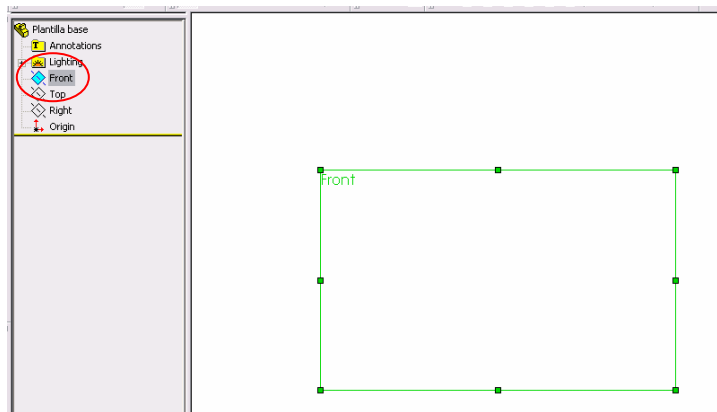 Plantilla base
Annotations
Lighting
Front
Top
Right
Origin
Front